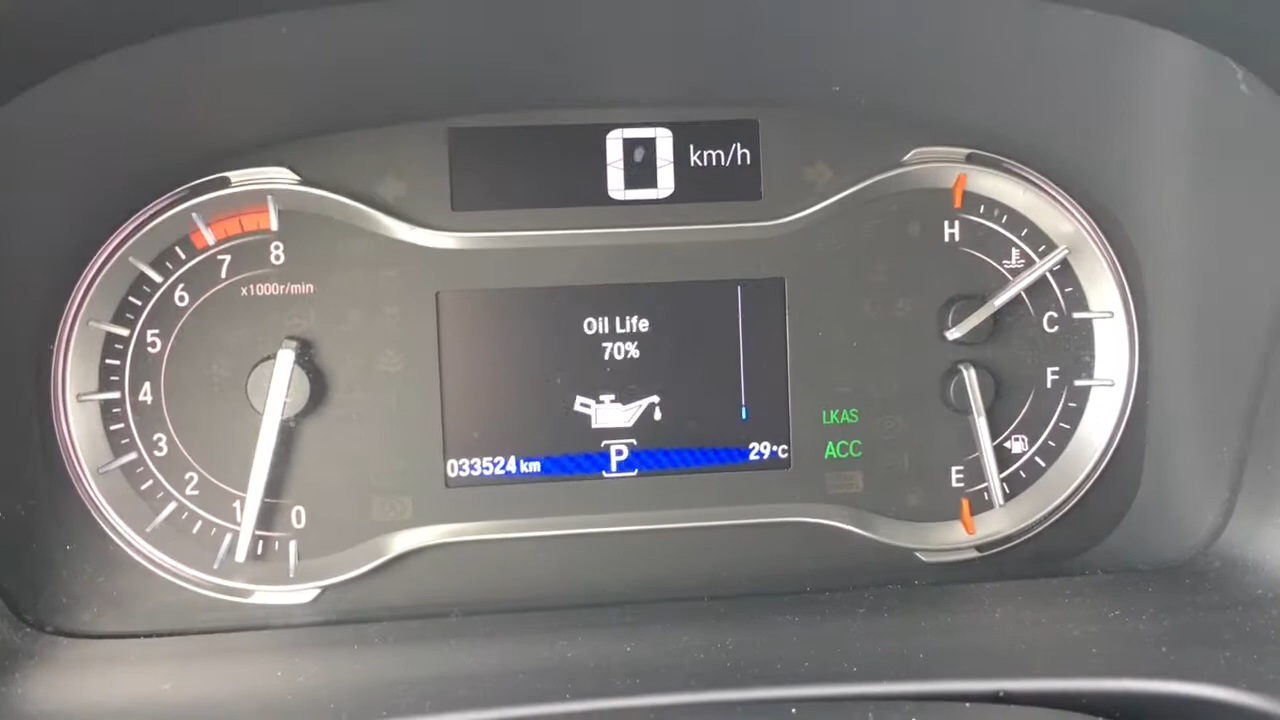 0 km/h
8
7
6
x1000r/min
5
4
3
2
1
0
Oil Life
70%
033524 km
P
29°C
LKAS
ACC
H
C
F
E